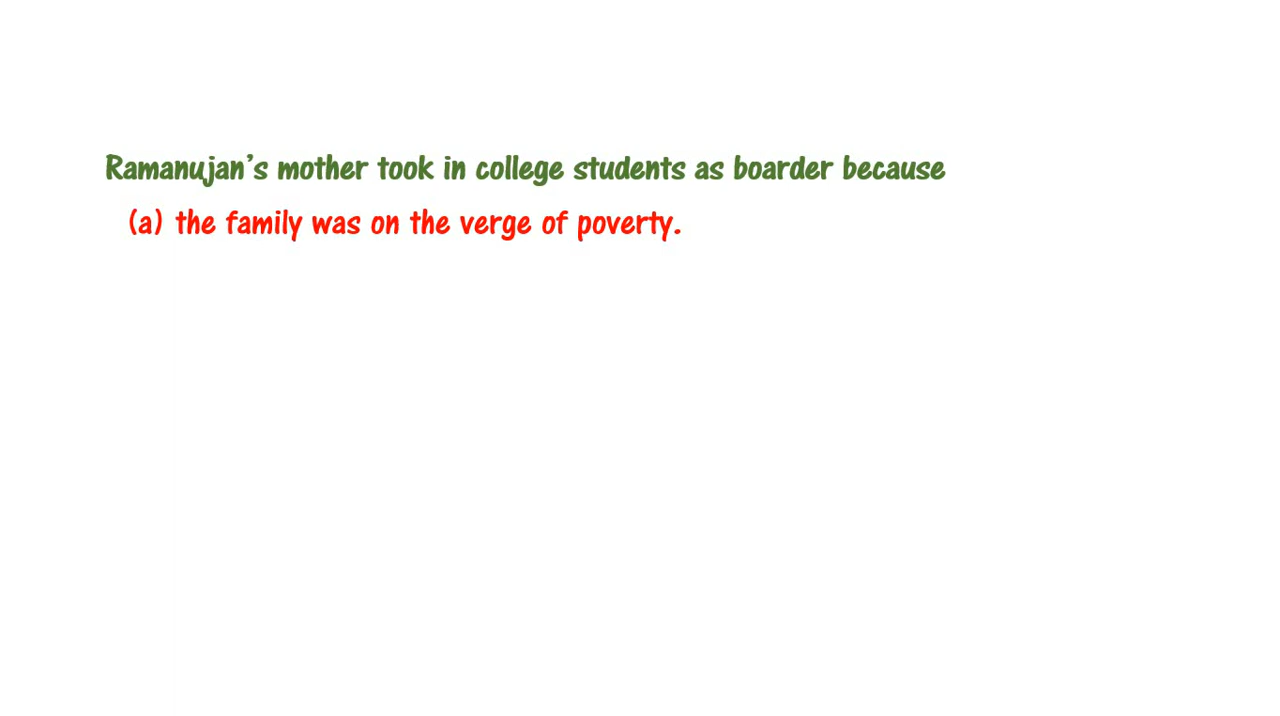 Ramanujan's mother took in college students as boarder because
(a) the family was on the verge of poverty.